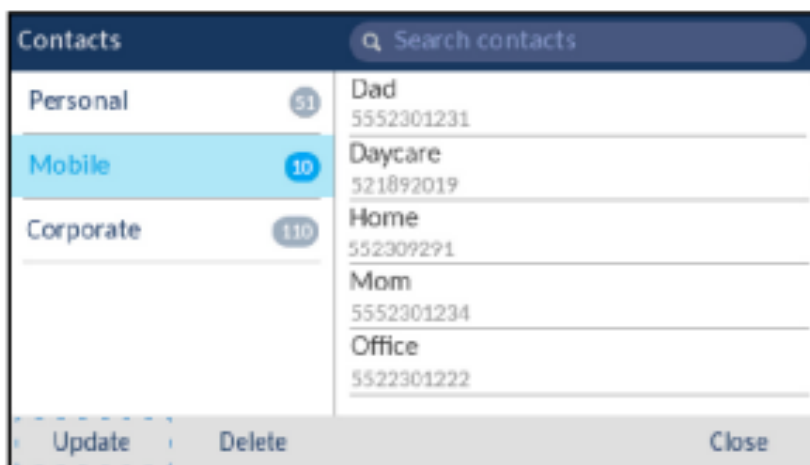 Contacts
Search contacts
Personal 51
Mobile 10
Corporate 110
Dad
5552301231
Daycare
521892019
Home
552309291
Mom
5552301234
Office
5522301222
Update Delete Close